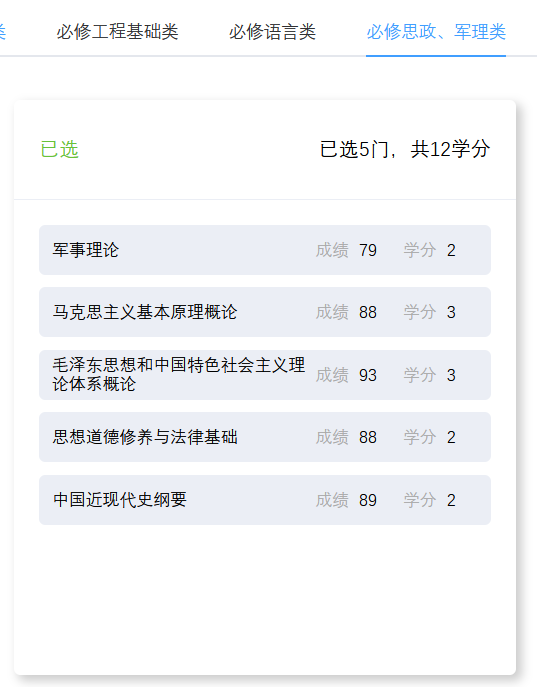 类 必修工程基础类 必修语言类 必修思政、军理类
已选 已选5门，共12学分
军事理论 成绩 79 学分 2
马克思主义基本原理概论 成绩 88 学分 3
毛泽东思想和中国特色社会主义理
论体系概论 成绩 93 学分 3
思想道德修养与法律基础 成绩 88 学分 2
中国近现代史纲要 成绩 89 学分 2